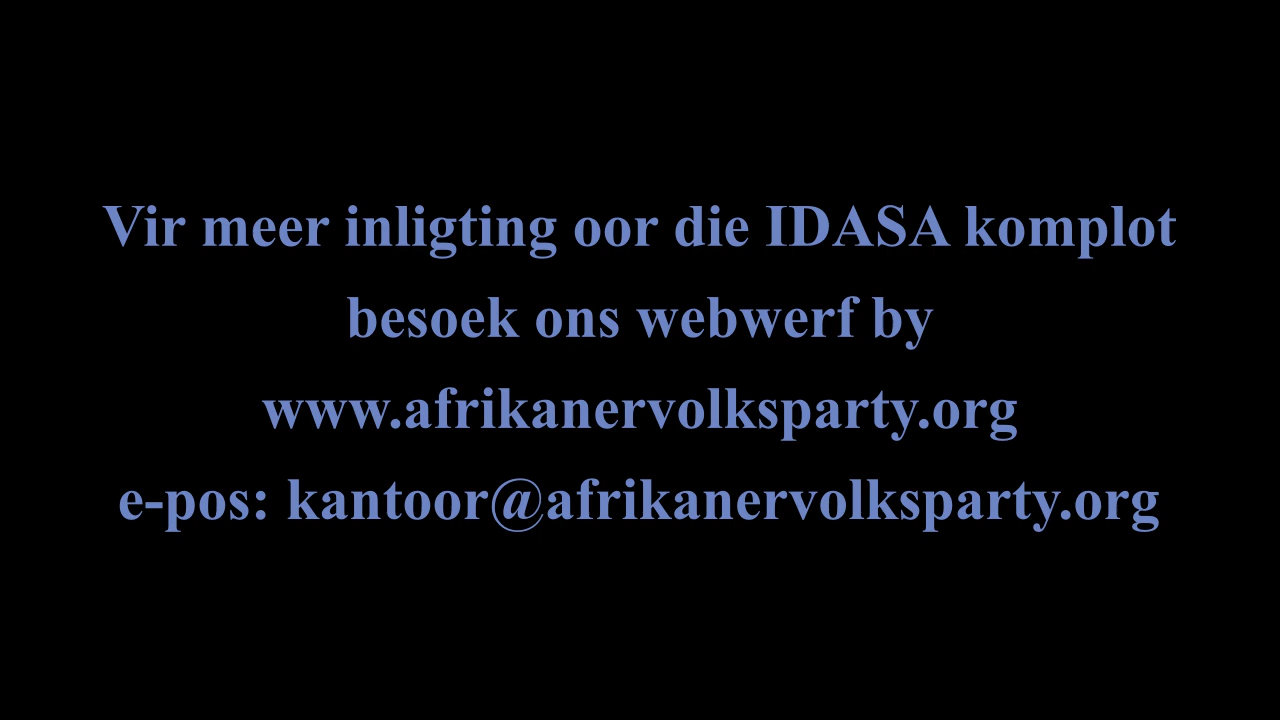 Vir meer inligting oor die IDASA komplot
besoek ons webwerf by
www.afrikanervolksparty.org
e-pos: kantoor@afrikanervolksparty.org